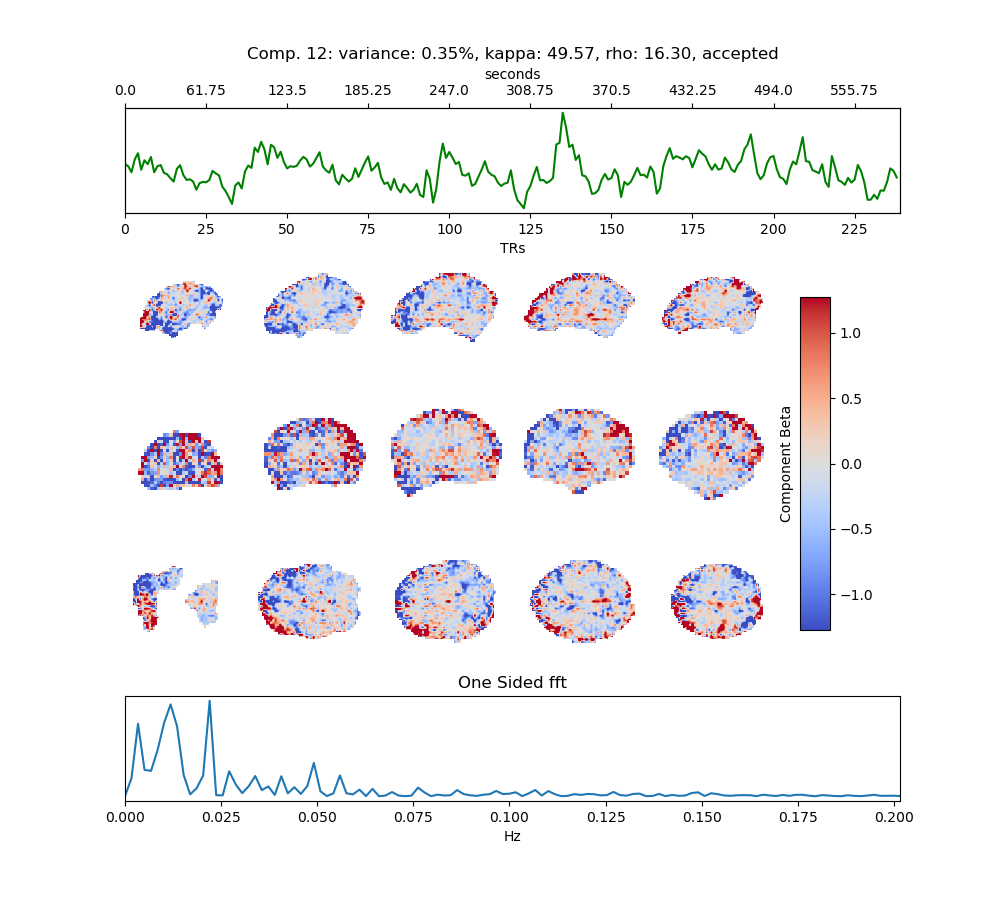 Comp. 12: variance: 0.35%, kappa: 49.57, rho: 16.30, accepted
seconds
0.0 61.75 123.5 185.25 247.0 308.75 370.5 432.25 494.0 555.75
0 25 50 75 100 125 150 175 200 225
TRs
1.0
0.5
0.0
−0.5
−1.0
Component Beta
One Sided fft
0.000 0.025 0.050 0.075 0.100 0.125 0.150 0.175 0.200
Hz